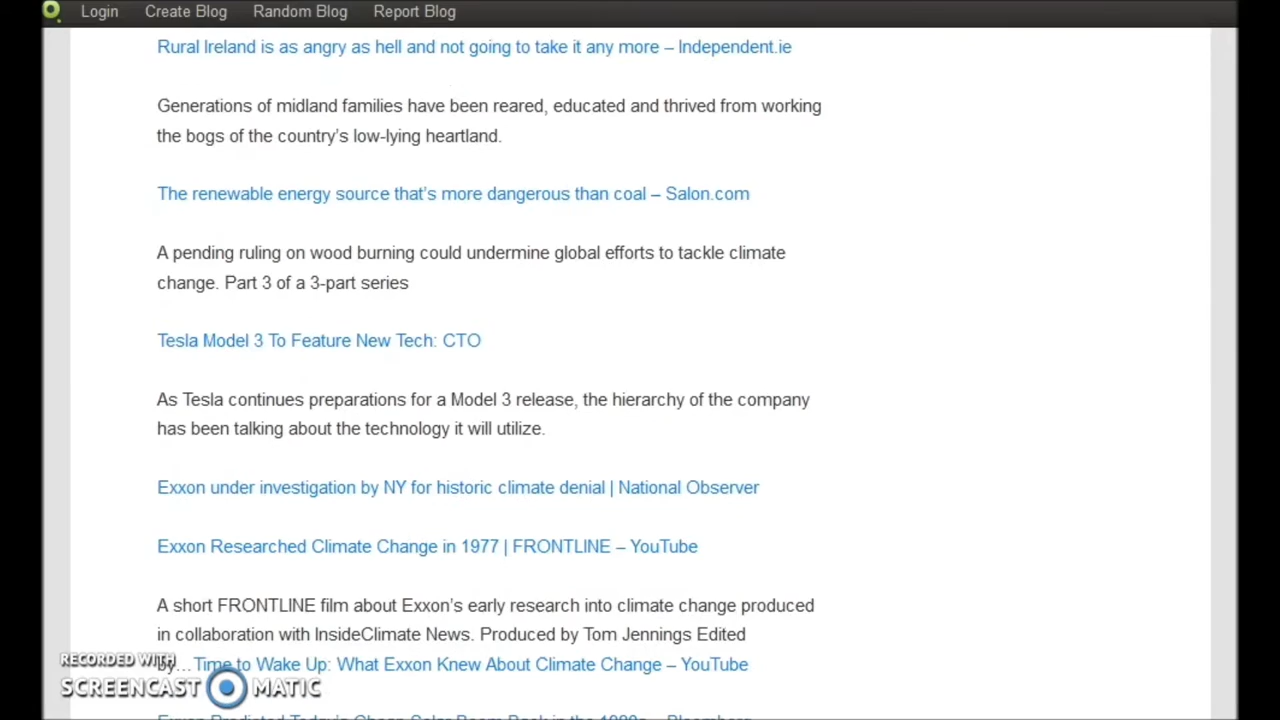 Login Create Blog Random Blog Report Blog
Rural Ireland is as angry as hell and not going to take it any more – Independent.ie
Generations of midland families have been reared, educated and thrived from working
the bogs of the country’s low-lying heartland.
The renewable energy source that’s more dangerous than coal – Salon.com
A pending ruling on wood burning could undermine global efforts to tackle climate
change. Part 3 of a 3-part series
Tesla Model 3 To Feature New Tech: CTO
As Tesla continues preparations for a Model 3 release, the hierarchy of the company
has been talking about the technology it will utilize.
Exxon under investigation by NY for historic climate denial | National Observer
Exxon Researched Climate Change in 1977 | FRONTLINE – YouTube
A short FRONTLINE film about Exxon’s early research into climate change produced
in collaboration with InsideClimate News. Produced by Tom Jennings Edited
by…Time to Wake Up: What Exxon Knew About Climate Change – YouTube
RECORDED WITH
SCREENCAST MATIC